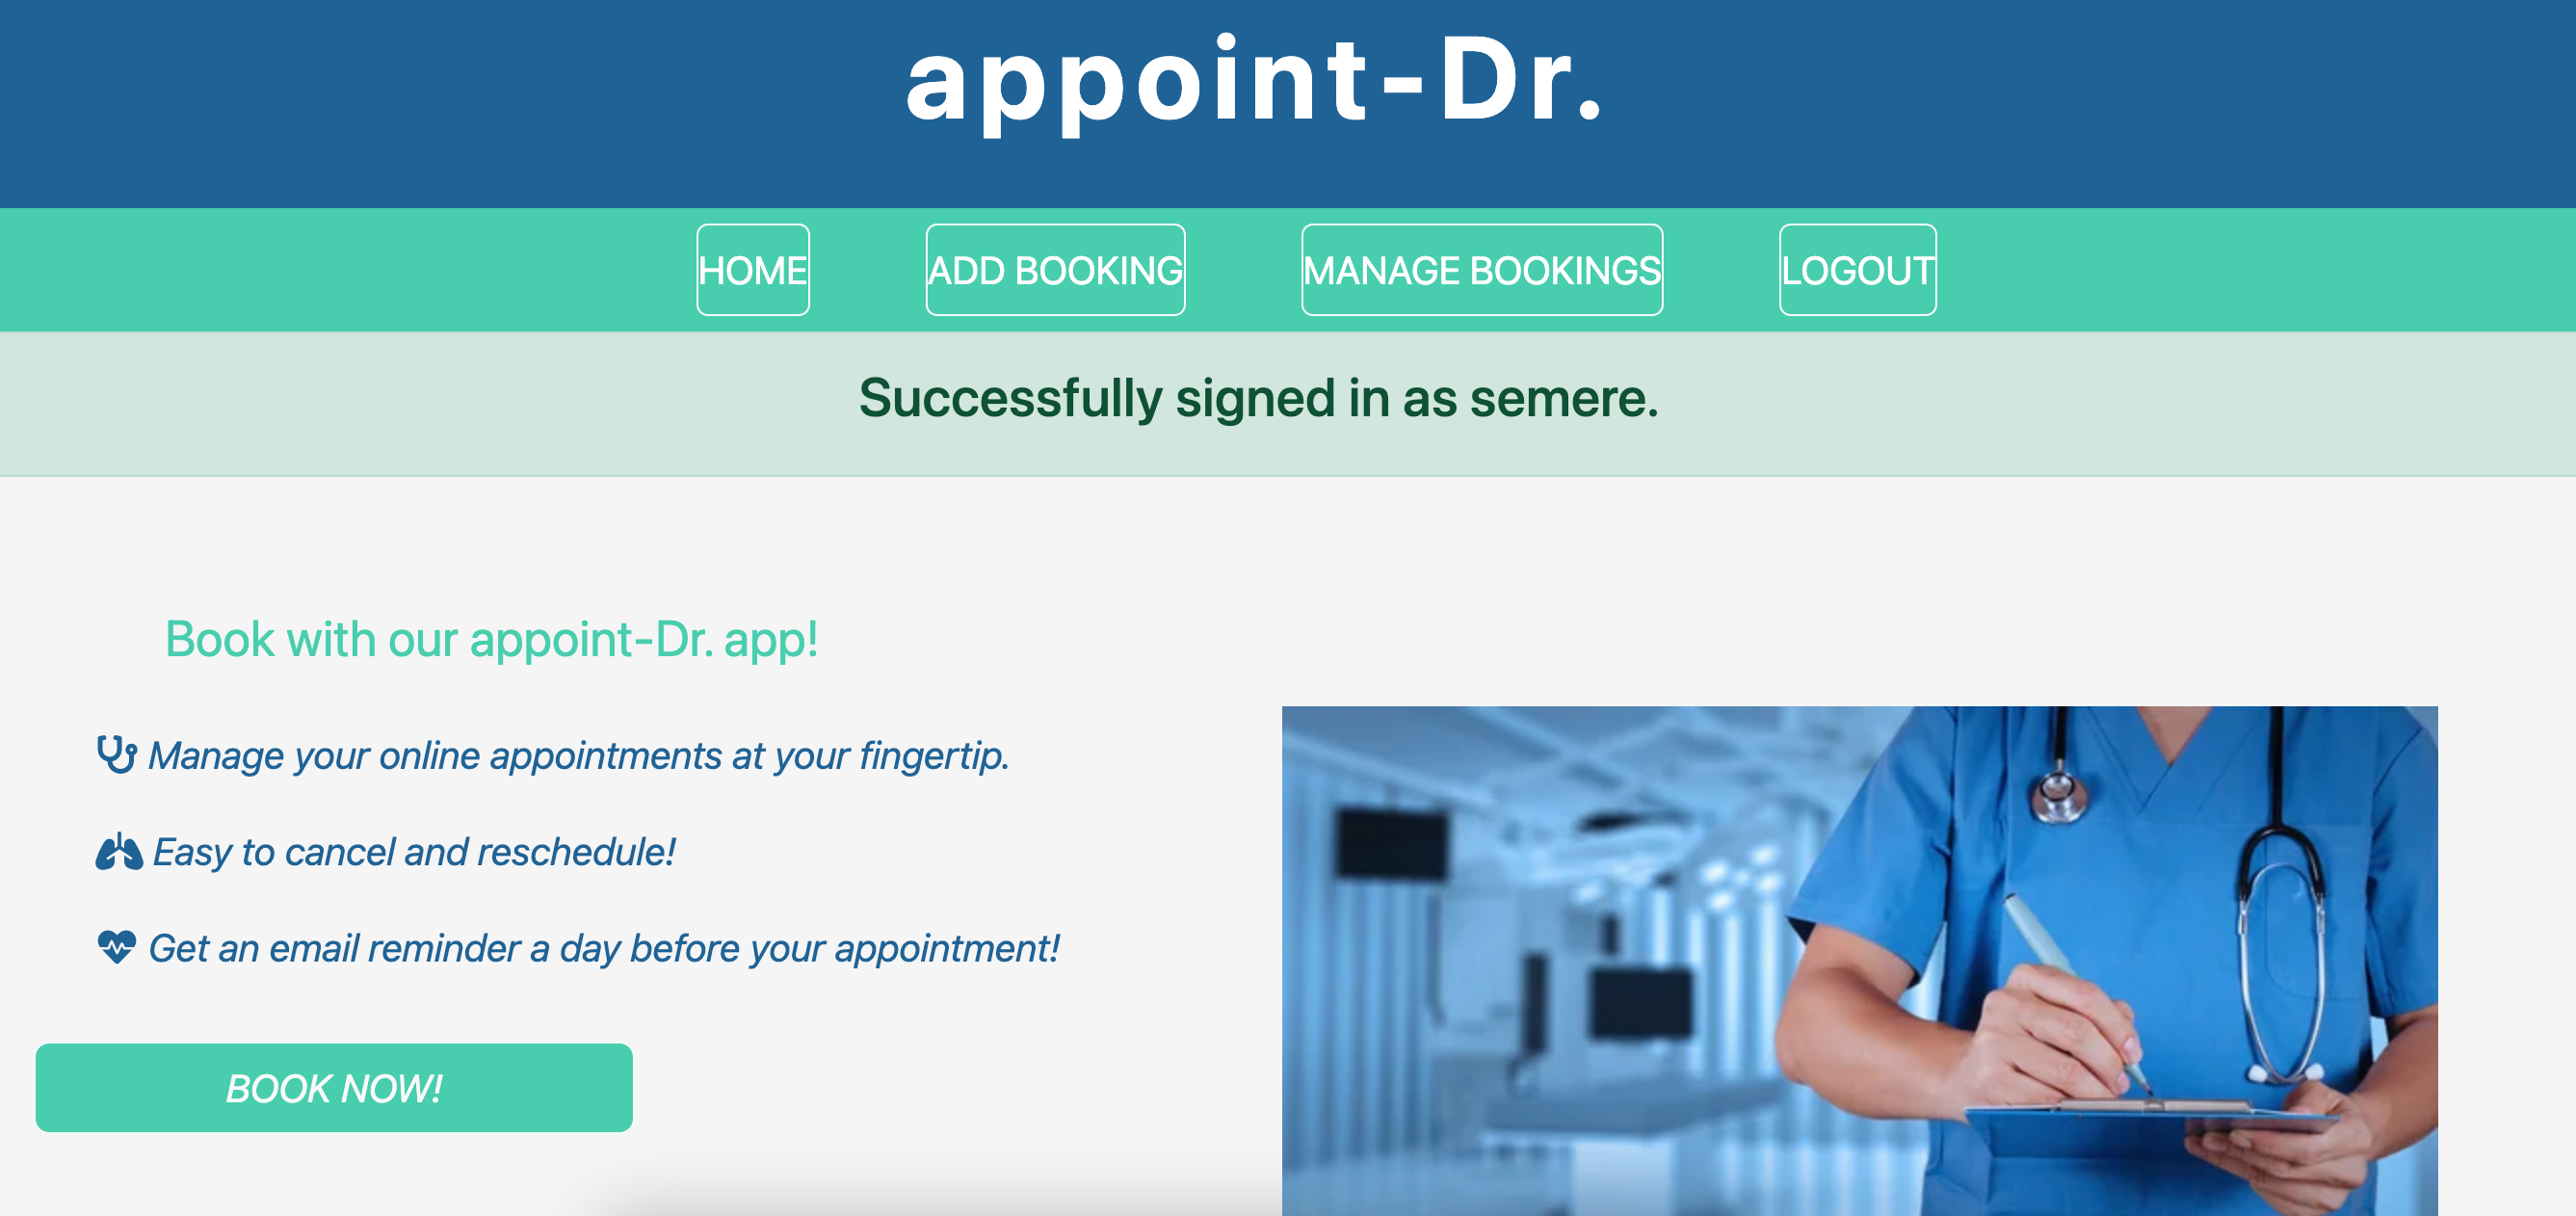 appoint-Dr.
HOME ADD BOOKING MANAGE BOOKINGS LOGOUT
Successfully signed in as semere.
Book with our appoint-Dr. app!
Manage your online appointments at your fingertip.
Easy to cancel and reschedule!
Get an email reminder a day before your appointment!
BOOK NOW!